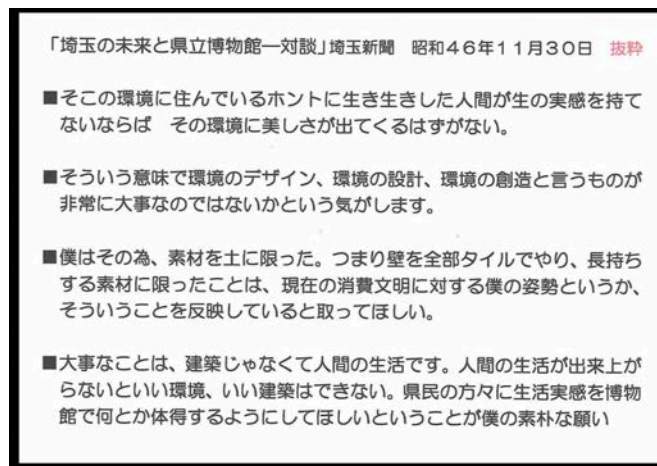 「埼玉の未来と県立博物館―対談」埼玉新聞　昭和４６年１１月３０日　抜粋
■そこの環境に住んでいるホントに生き生きした人間が生の実感を持て
ないならば　その環境に美しさが出てくるはずがない。
■そういう意味で環境のデザイン、環境の設計、環境の創造と言うものが
非常に大事なのではないかという気がします。
■僕はその為、素材を土に限った。つまり壁を全部タイルでやり、長持ち
する素材に限ったことは、現在の消費文明に対する僕の姿勢というか、
そういうことを反映していると取ってほしい。
■大事なことは、建築じゃなくて人間の生活です。人間の生活が出来上が
らないといい環境、いい建築はできない。県民の方々に生活実感を博物
館で何とか体得するようにしてほしいということが僕の素朴な願い